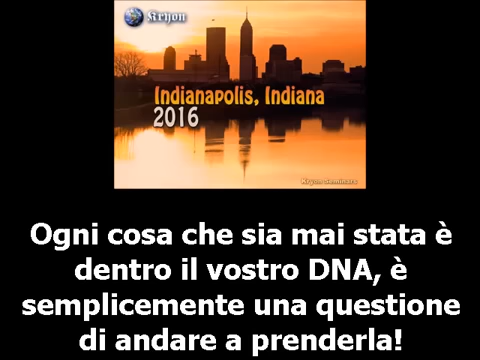 Kryon
Indianapolis, Indiana
2016
Kryon seminars
Ogni cosa che sia mai stata è
dentro il vostro DNA, è
semplicemente una questione
di andare a prenderla!